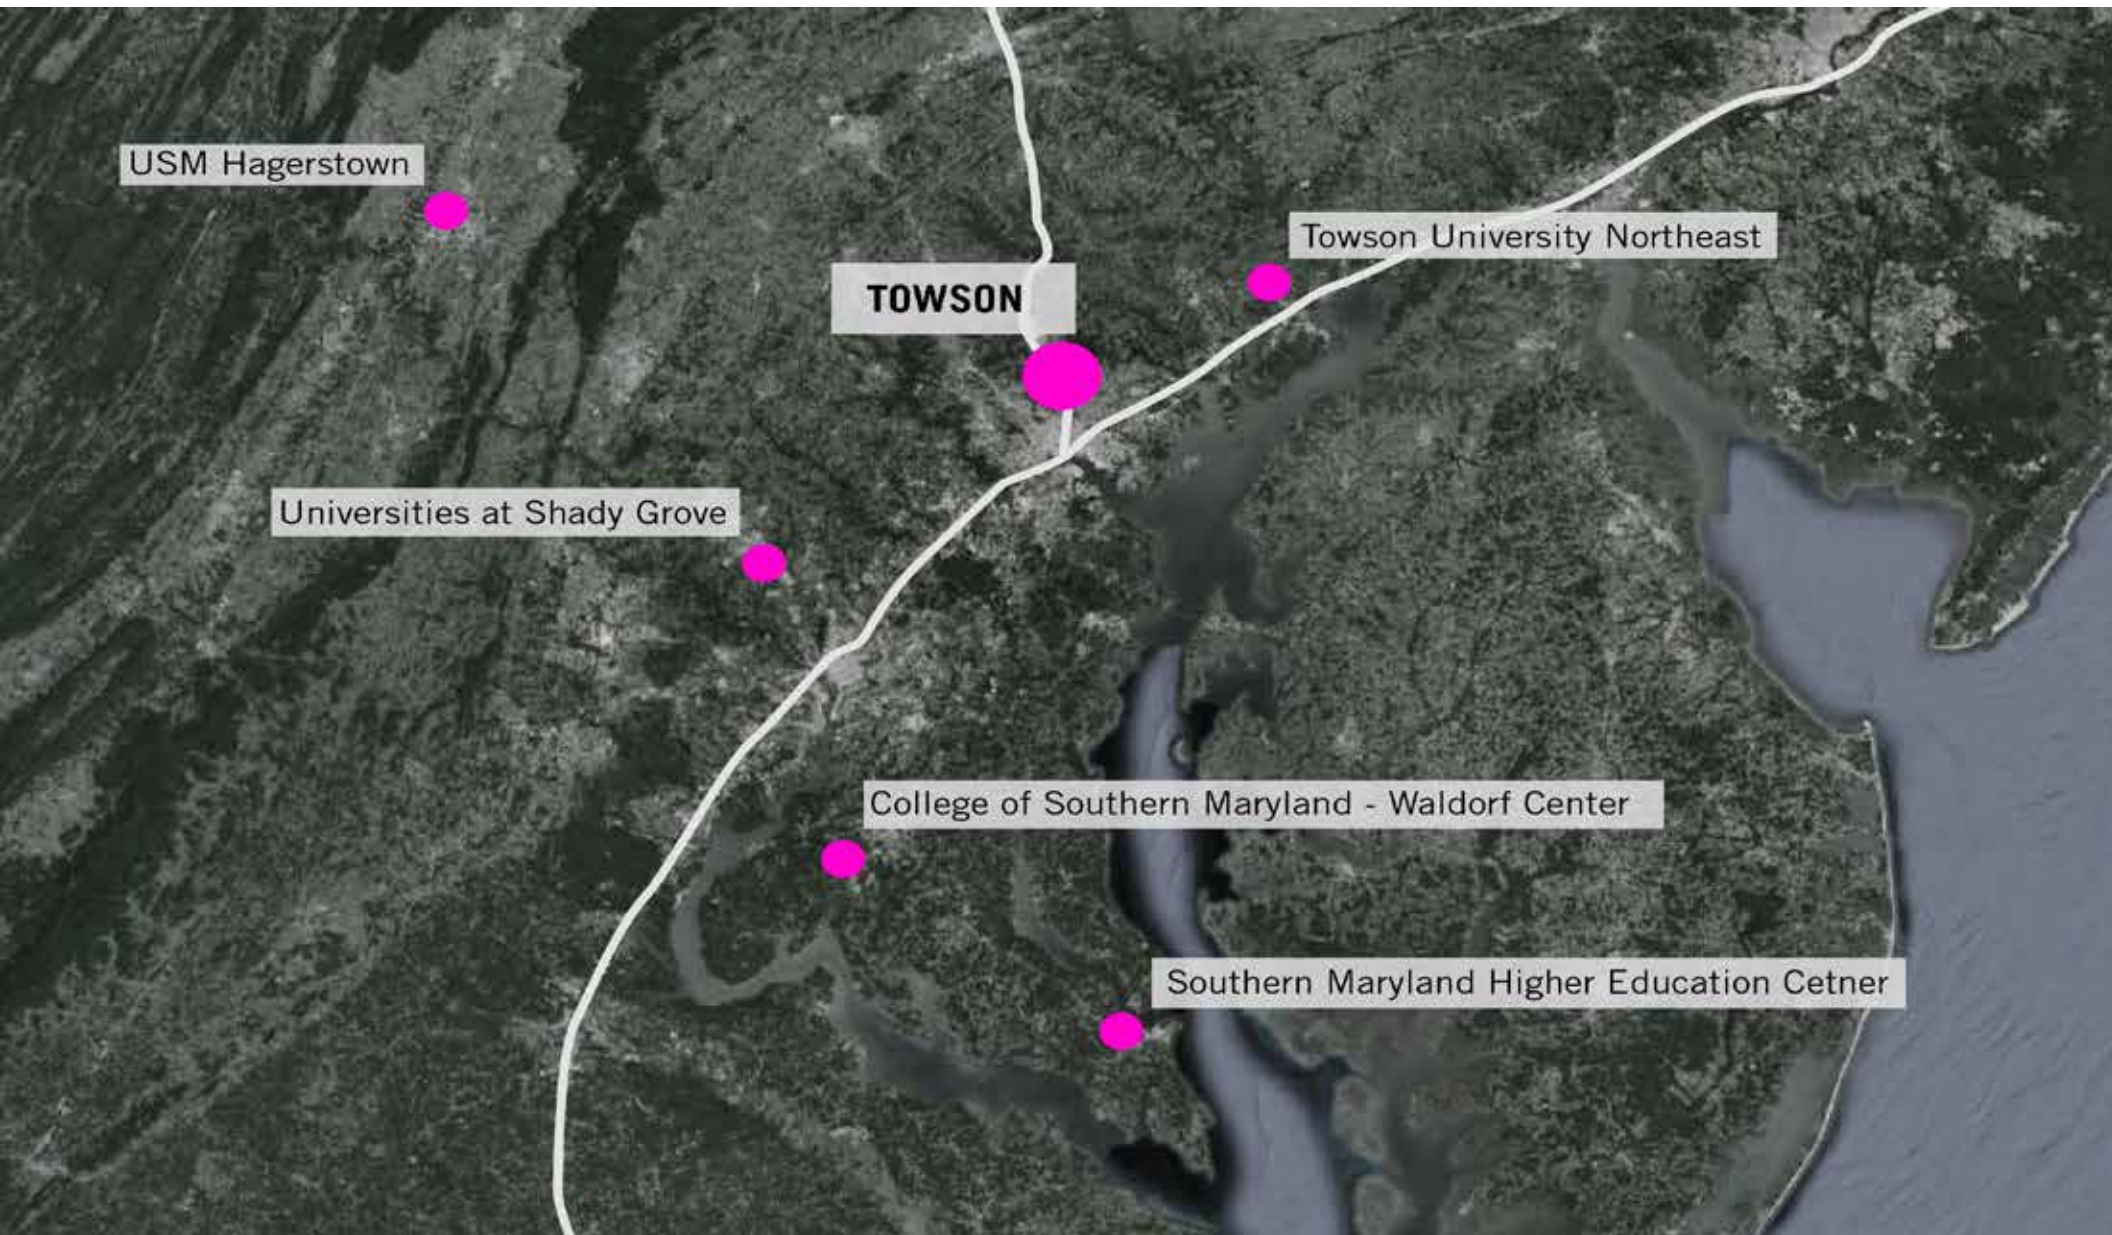 USM Hagerstown
Towson University Northeast
TOWSON
Universities at Shady Grove
College of Southern Maryland - Waldorf Center
Southern Maryland Higher Education Cetner